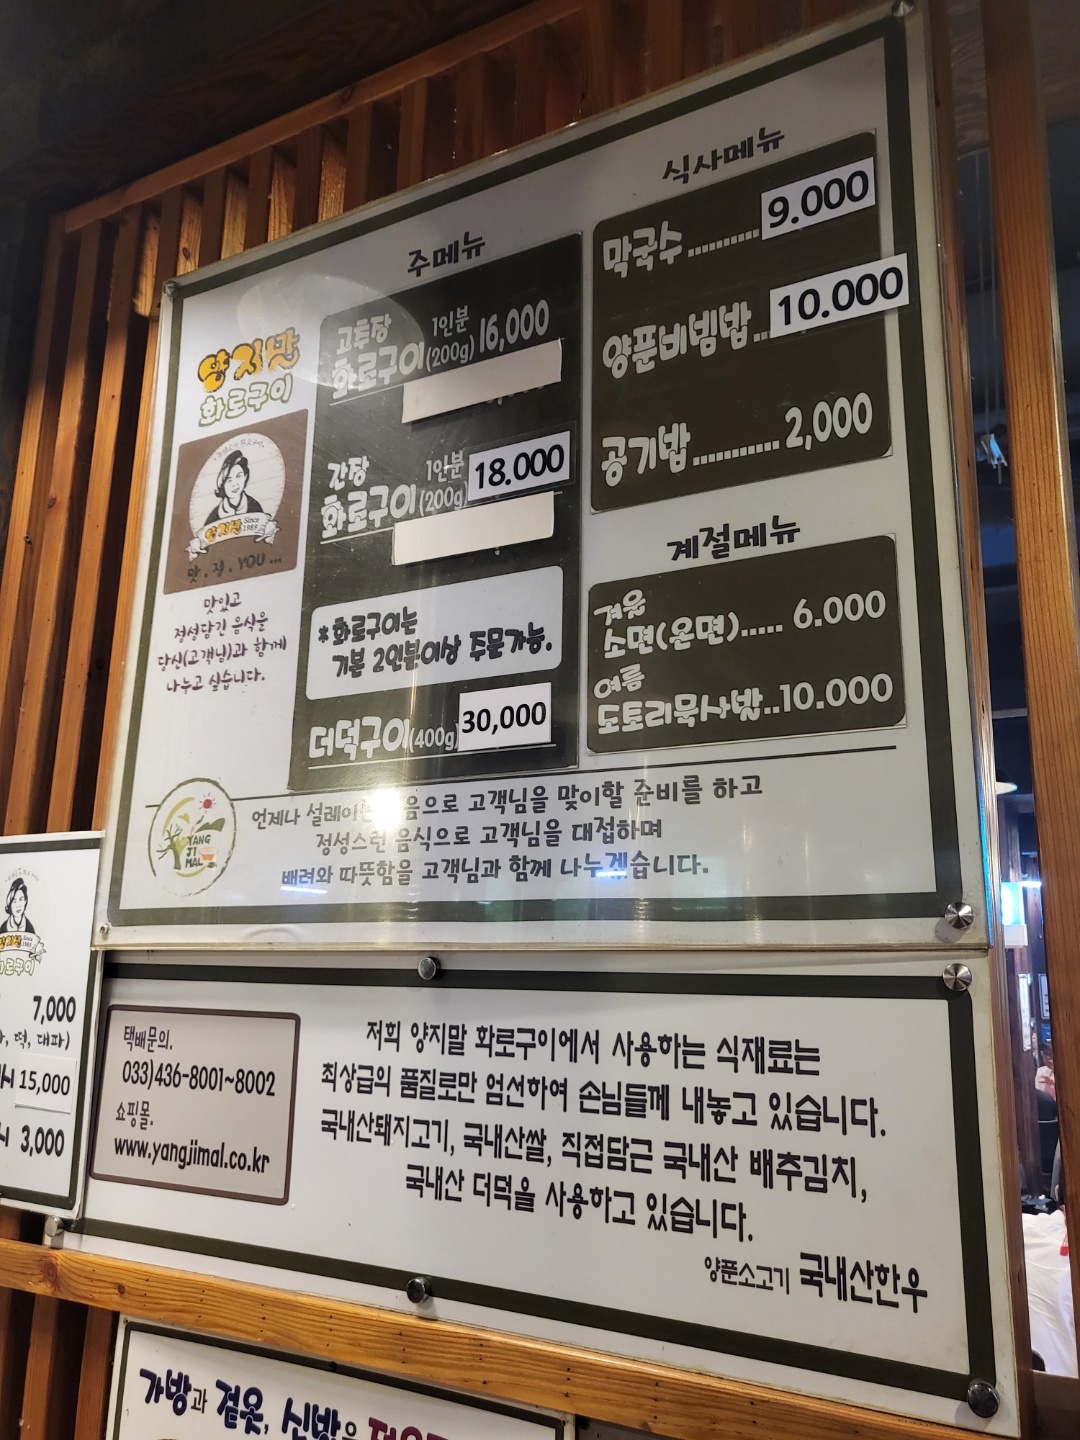 양지말
화로구이
양지말
Since
1989
맛.정.YOU...
맛있고
정성담긴 음식을
당신(고객님)과 함께
나누고 싶습니다.
주메뉴
고추장
화로구이 1인분 (200g) 16,000
간장
화로구이 1인분 (200g) 18.000
*화로구이는
기본 2인분이상 주문가능.
더덕구이(400g) 30,000
식사메뉴
막국수........... 9.000
양푼비빔밥.. 10.000
공기밥............ 2,000
계절메뉴
겨울
소면(온면)..... 6.000
여름
도토리묵사발..10.000
YANG
JI
MAL
언제나 설레이는 음으로 고객님을 맞이할 준비를 하고
정성스런 음식으로 고객님을 대접하며
배려와 따뜻함을 고객님과 함께 나누겠습니다.
7,000
떡, 대파)
15,000
3,000
택배문의.
033)436-8001~8002
쇼핑몰.
www.yangjimal.co.kr
저희 양지말 화로구이에서 사용하는 식재료는
최상급의 품질로만 엄선하여 손님들께 내놓고 있습니다.
국내산돼지고기, 국내산쌀, 직접담근 국내산 배추김치,
국내산 더덕을 사용하고 있습니다.
양푼소고기 국내산한우
가방과 겉옷, 신발은